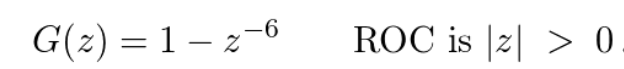 G(z) = 1 − z⁻⁶ ROC is |z| > 0.